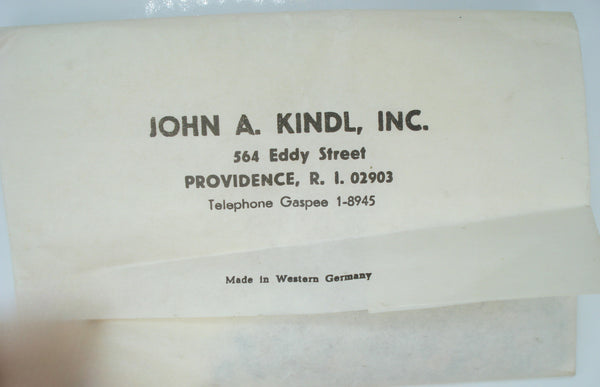 JOHN A. KINDL, INC.
564 Eddy Street
PROVIDENCE, R. I. 02903
Telephone Gaspee 1-8945
Made in Western Germany